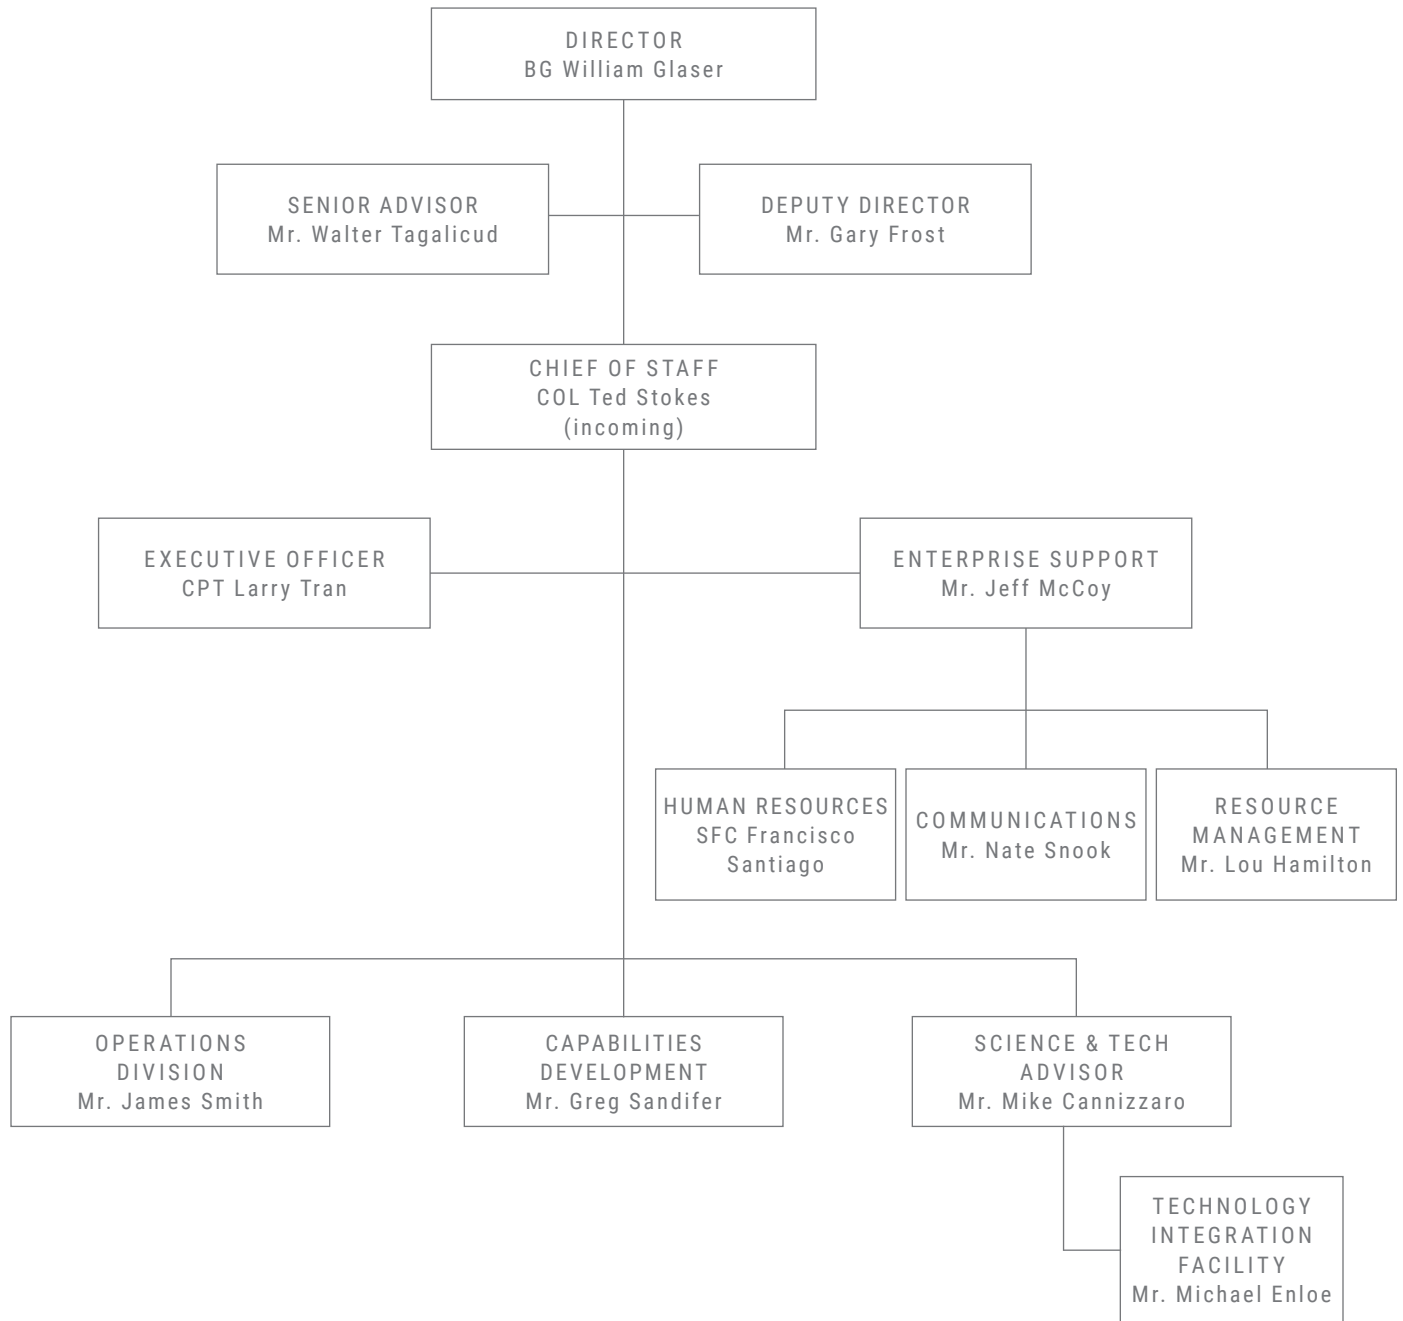 DIRECTOR
BG William Glaser
SENIOR ADVISOR
Mr. Walter Tagalicud
DEPUTY DIRECTOR
Mr. Gary Frost
CHIEF OF STAFF
COL Ted Stokes
(incoming)
EXECUTIVE OFFICER
CPT Larry Tran
ENTERPRISE SUPPORT
Mr. Jeff McCoy
HUMAN RESOURCES
SFC Francisco
Santiago
COMMUNICATIONS
Mr. Nate Snook
RESOURCE
MANAGEMENT
Mr. Lou Hamilton
OPERATIONS
DIVISION
Mr. James Smith
CAPABILITIES
DEVELOPMENT
Mr. Greg Sandifer
SCIENCE & TECH
ADVISOR
Mr. Mike Cannizzaro
TECHNOLOGY
INTEGRATION
FACILITY
Mr. Michael Enloe